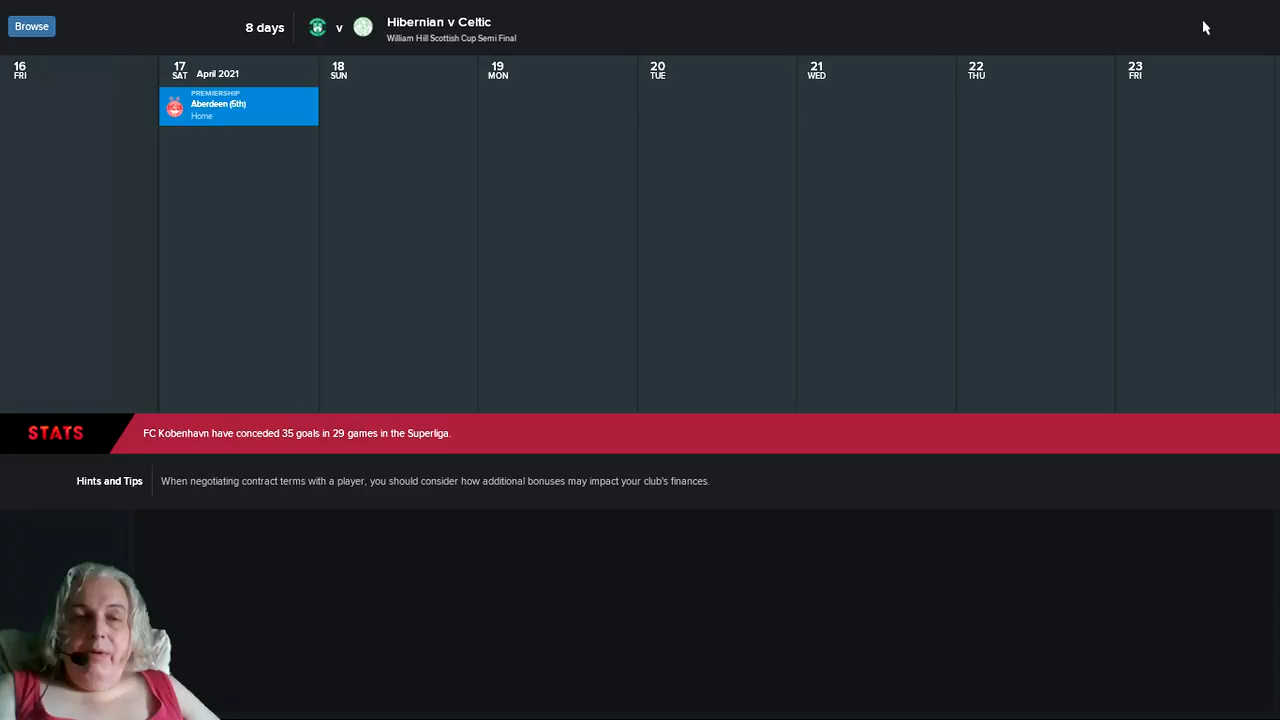 Browse
8 days
v
Hibernian v Celtic
William Hill Scottish Cup Semi Final
16
FRI
17
SAT
April 2021
18
SUN
19
MON
20
TUE
21
WED
22
THU
23
FRI
PREMIERSHIP
Aberdeen (5th)
Home
STATS
FC Kobenhavn have conceded 35 goals in 29 games in the Superliga.
Hints and Tips
When negotiating contract terms with a player, you should consider how additional bonuses may impact your club's finances.